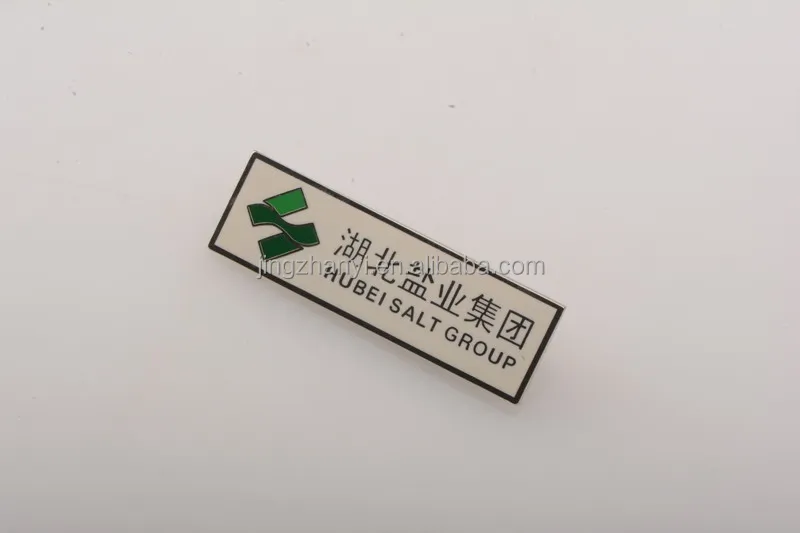 湖北盐业集团
HUBEI SALT GROUP
jingzhanyi.en.alibaba.com